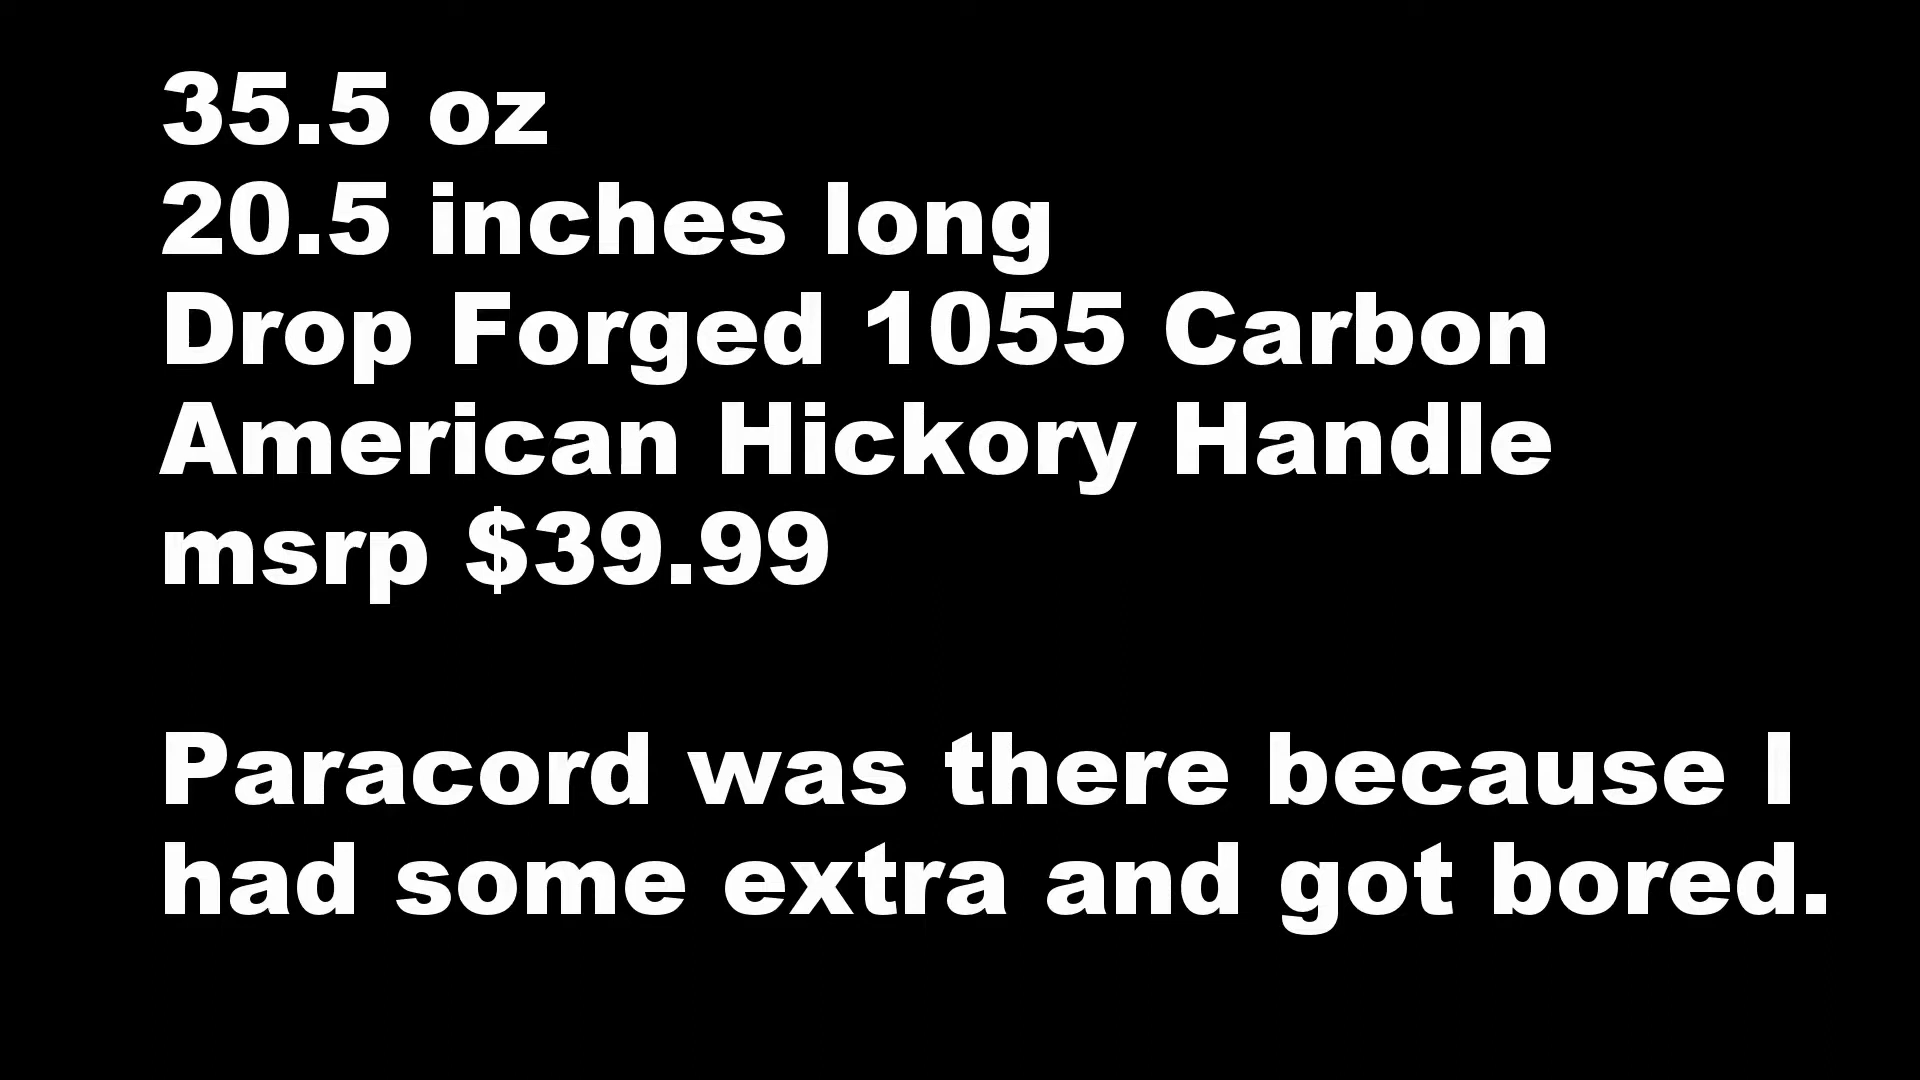 35.5 oz
20.5 inches long
Drop Forged 1055 Carbon
American Hickory Handle
msrp $39.99
Paracord was there because I
had some extra and got bored.